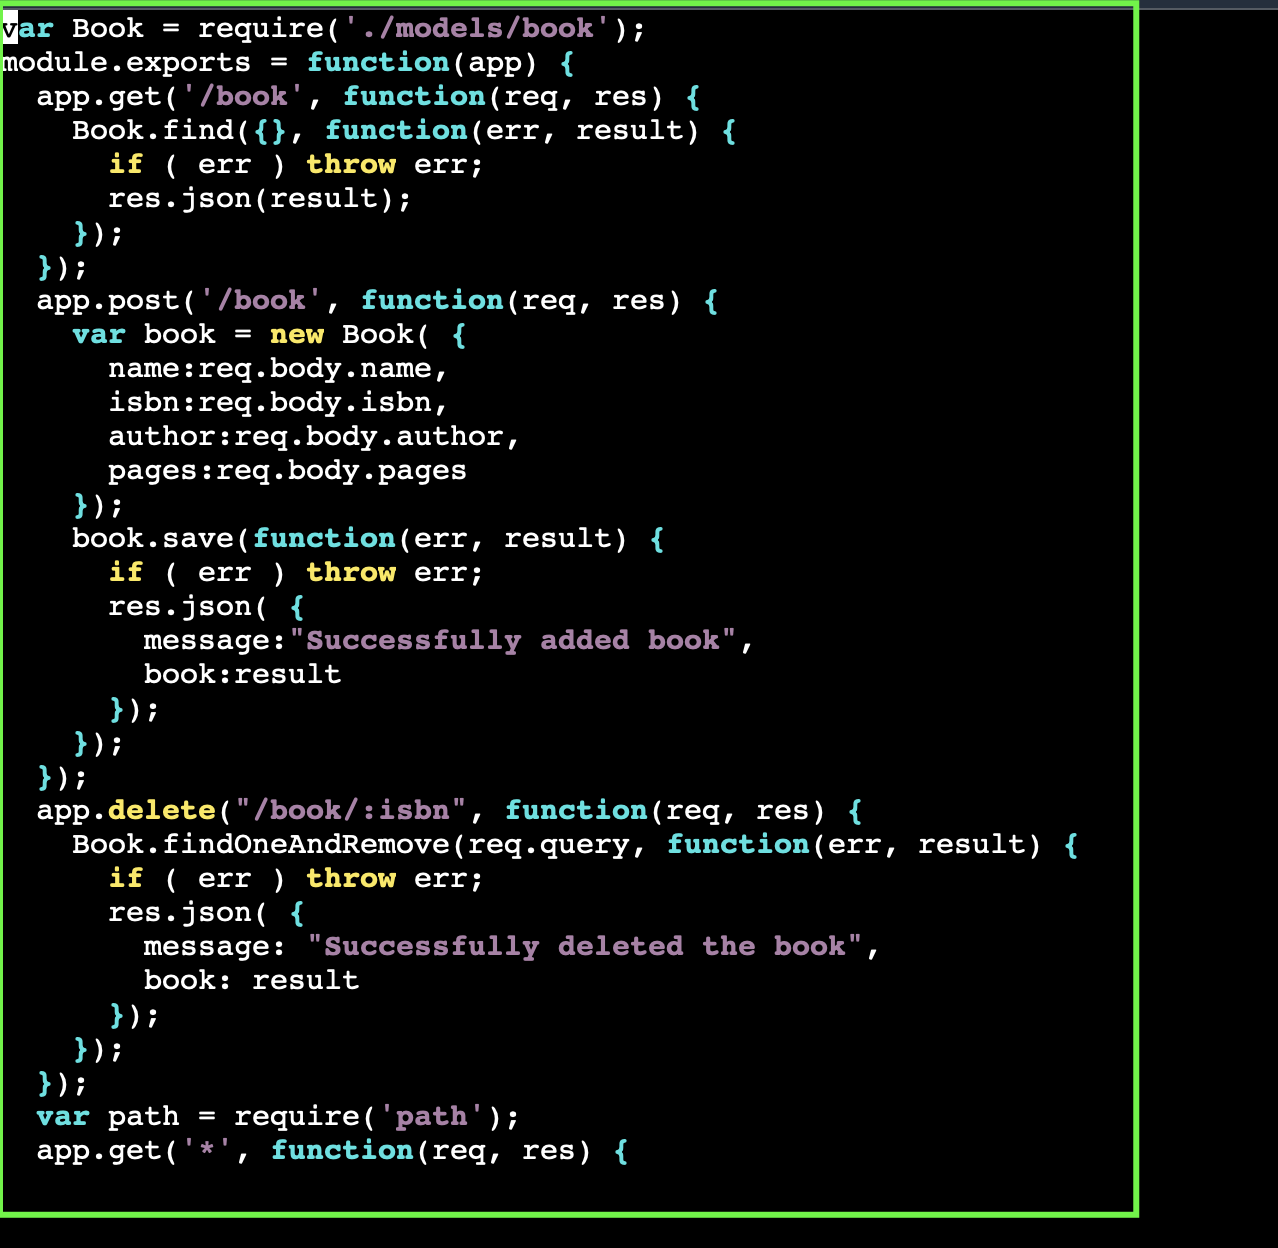 var Book = require('./models/book');
module.exports = function(app) {
  app.get('/book', function(req, res) {
    Book.find({}, function(err, result) {
      if ( err ) throw err;
      res.json(result);
    });
  });
  app.post('/book', function(req, res) {
    var book = new Book( {
      name:req.body.name,
      isbn:req.body.isbn,
      author:req.body.author,
      pages:req.body.pages
    });
    book.save(function(err, result) {
      if ( err ) throw err;
      res.json( {
        message:"Successfully added book",
        book:result
      });
    });
  });
  app.delete("/book/:isbn", function(req, res) {
    Book.findOneAndRemove(req.query, function(err, result) {
      if ( err ) throw err;
      res.json( {
        message: "Successfully deleted the book",
        book: result
      });
    });
  });
  var path = require('path');
  app.get('*', function(req, res) {